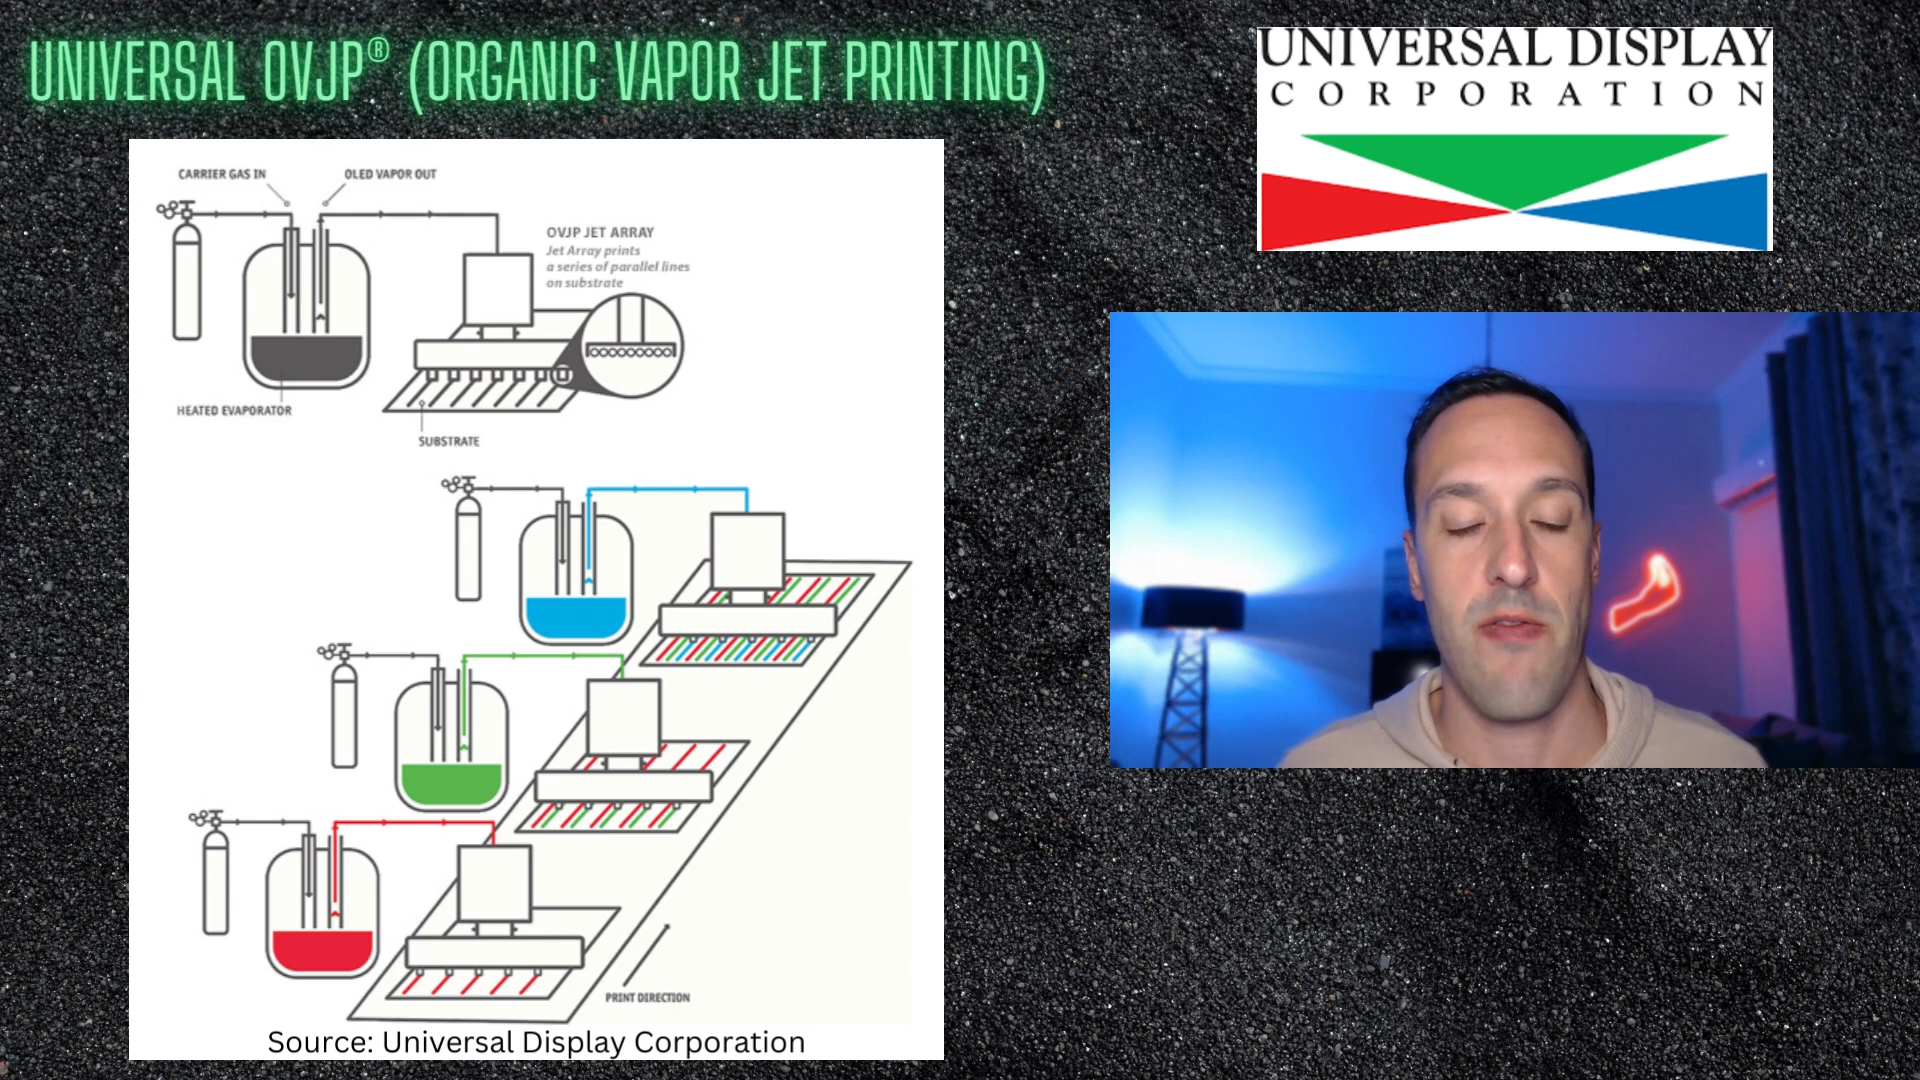 UNIVERSAL OVJP® (ORGANIC VAPOR JET PRINTING)
UNIVERSAL DISPLAY
CORPORATION
CARRIER GAS IN
OLED VAPOR OUT
OVJP JET ARRAY
Jet Array prints
a series of parallel lines
on substrate
HEATED EVAPORATOR
SUBSTRATE
PRINT DIRECTION
Source: Universal Display Corporation